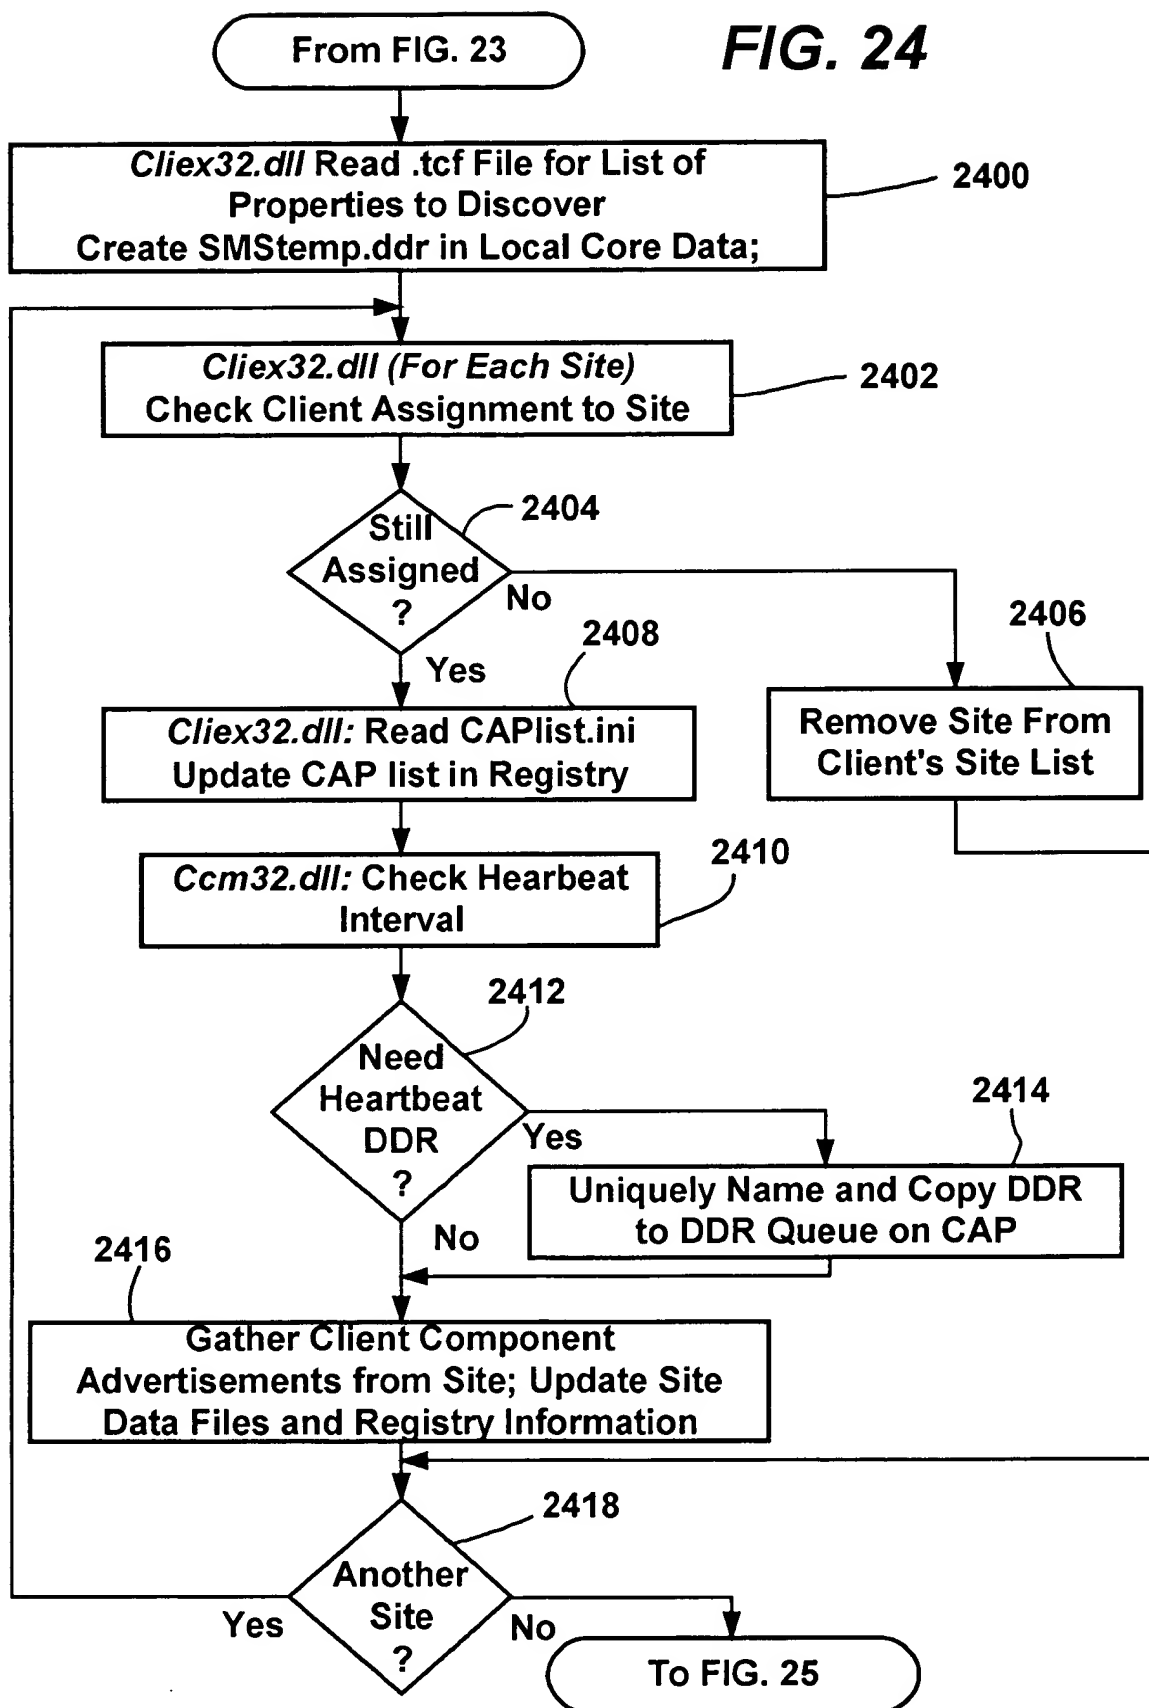 From FIG. 23
FIG. 24
Cliex32.dll Read .tcf File for List of
Properties to Discover
Create SMStemp.ddr in Local Core Data;
2400
Cliex32.dll (For Each Site)
Check Client Assignment to Site
2402
Still
Assigned
?
2404
No
Yes
2406
Remove Site From
Client's Site List
2408
Cliex32.dll: Read CAPlist.ini
Update CAP list in Registry
2410
Ccm32.dll: Check Hearbeat
Interval
2412
Need
Heartbeat
DDR
?
Yes
No
2414
Uniquely Name and Copy DDR
to DDR Queue on CAP
2416
Gather Client Component
Advertisements from Site; Update Site
Data Files and Registry Information
2418
Another
Site
?
Yes
No
To FIG. 25